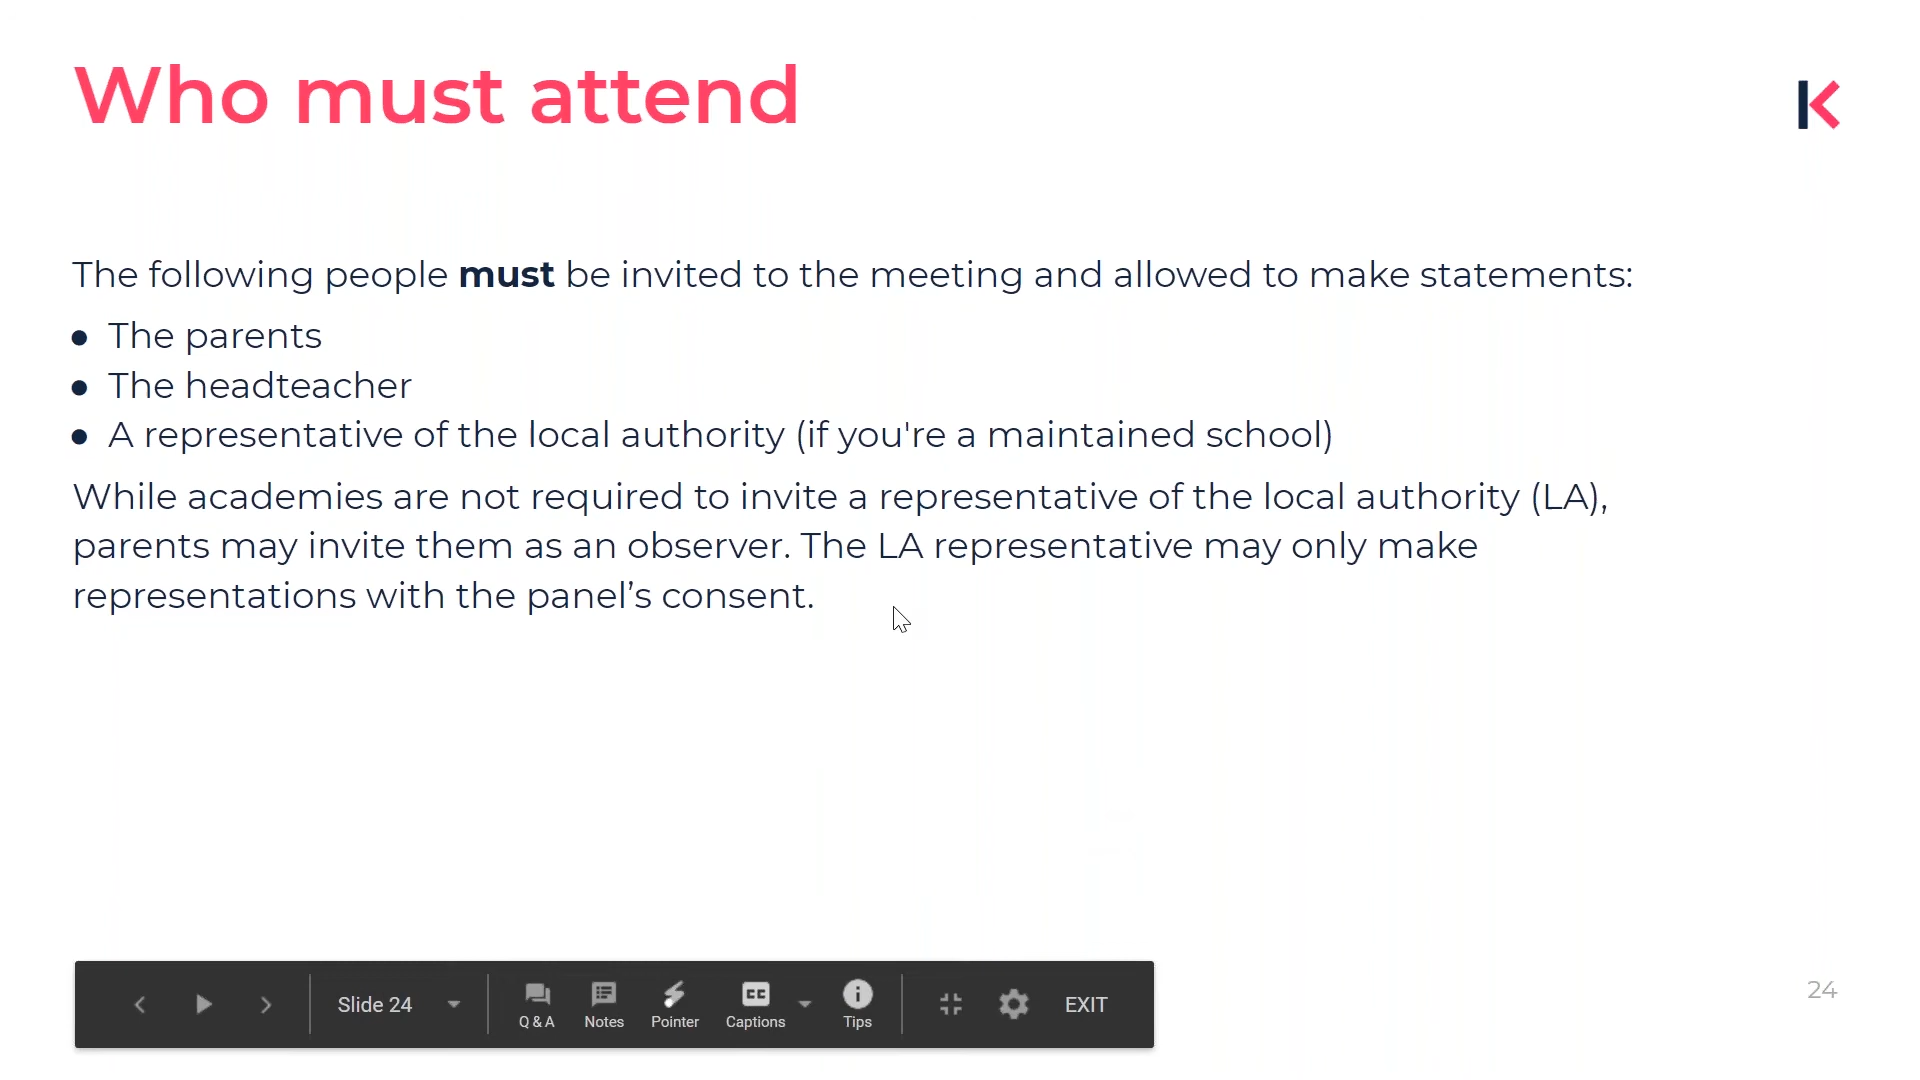 Who must attend
The following people must be invited to the meeting and allowed to make statements:
● The parents
● The headteacher
● A representative of the local authority (if you're a maintained school)
While academies are not required to invite a representative of the local authority (LA),
parents may invite them as an observer. The LA representative may only make
representations with the panel’s consent.
24
Slide 24
Q & A
Notes
Pointer
Captions
Tips
EXIT